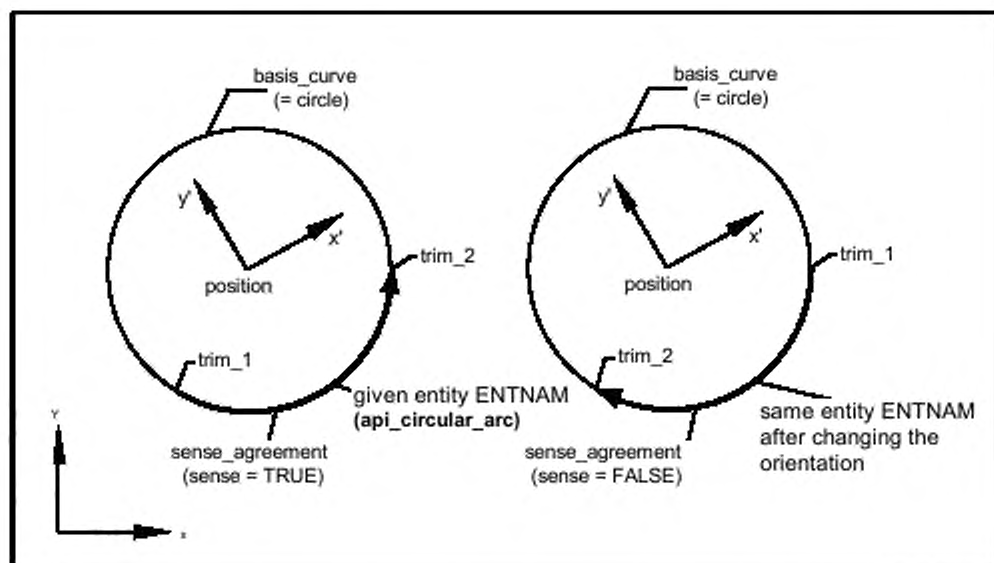 basis_curve
(= circle)
y'
x'
position
trim_2
trim_1
given entity ENTNAM
(api_circular_arc)
sense_agreement
(sense = TRUE)
Y
x
basis_curve
(= circle)
y'
x'
position
trim_1
trim_2
same entity ENTNAM
after changing the
orientation
sense_agreement
(sense = FALSE)